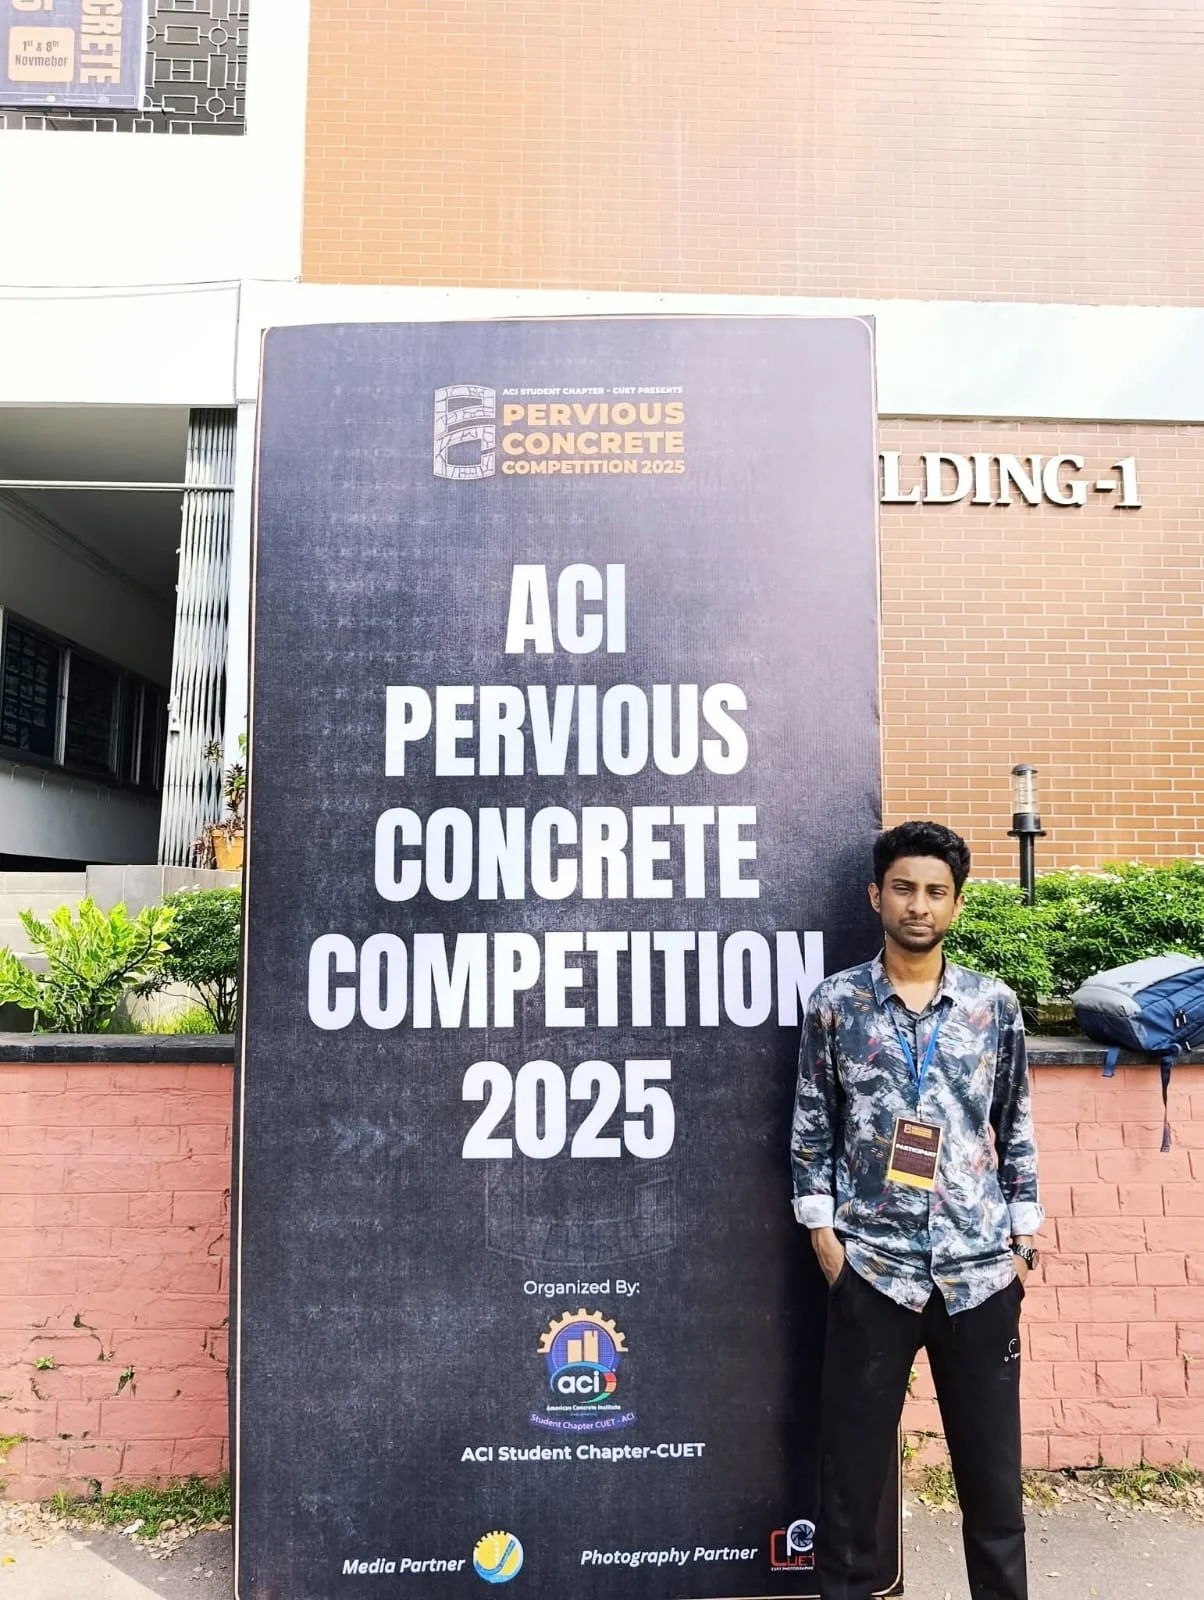 CRETE
1st & 8th
Novmeber
ACI STUDENT CHAPTER - CUET PRESENTS
PERVIOUS
CONCRETE
COMPETITION 2025
LDING-1
ACI
PERVIOUS
CONCRETE
COMPETITION
2025
PARTICIPANT
Organized By:
aci
American Concrete Institute
Student Chapter CUET - ACI
ACI Student Chapter-CUET
Media Partner
Photography Partner
CUET